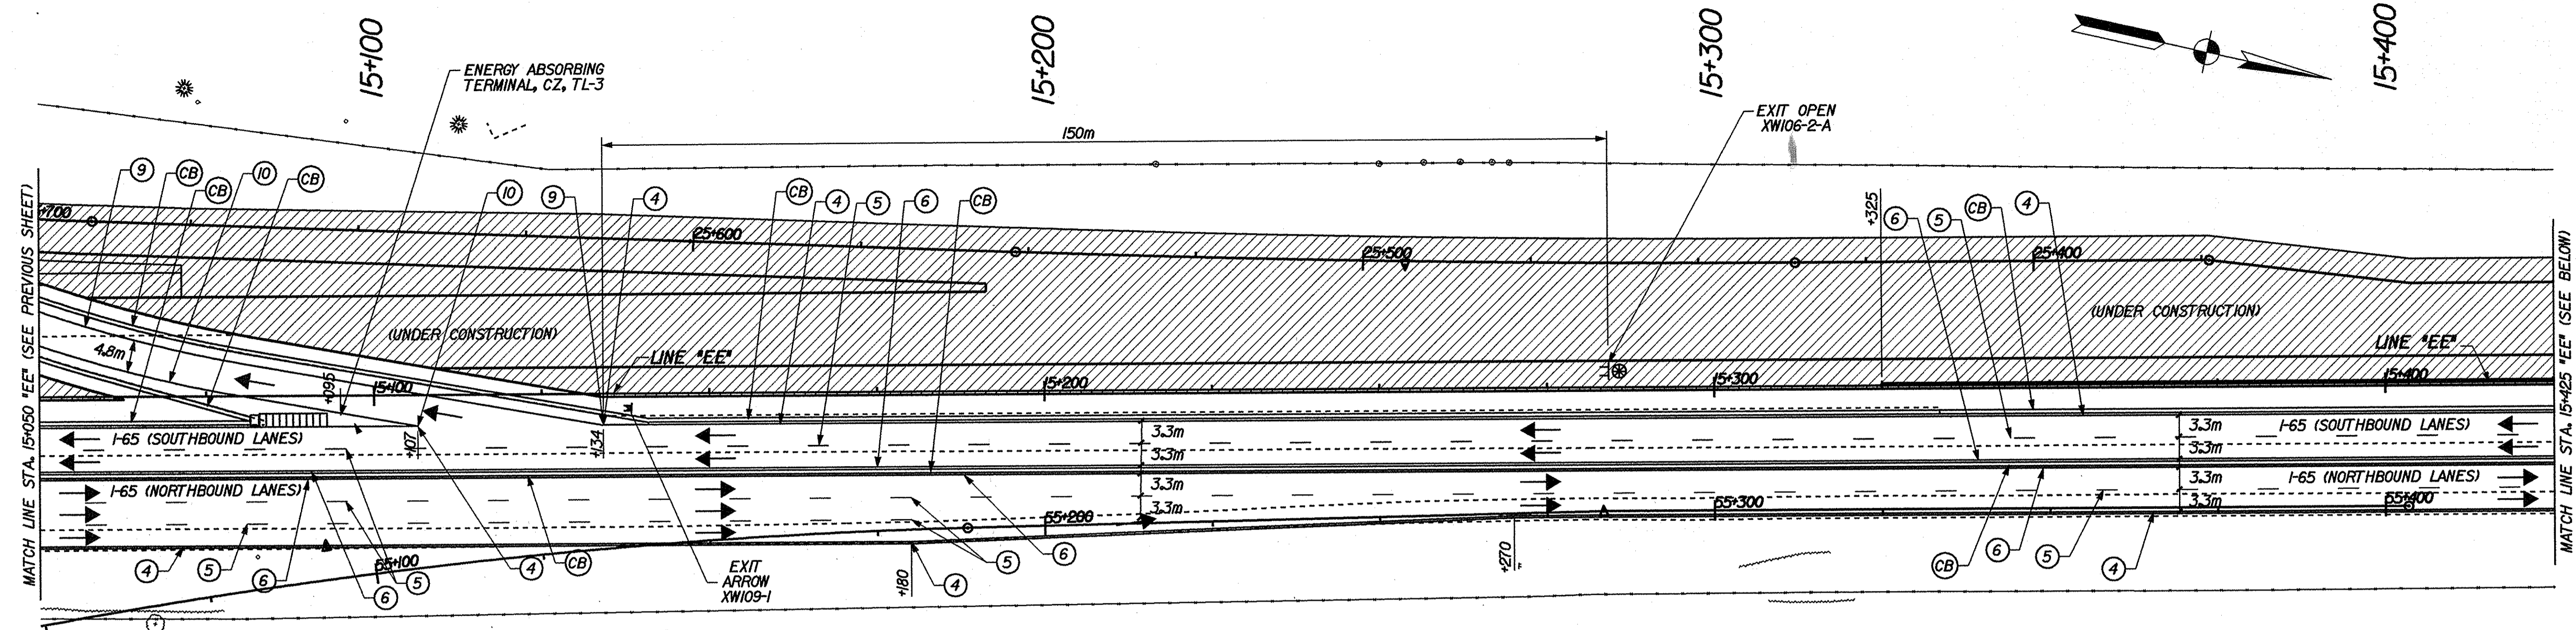 15+100
15+200
15+300
15+400
ENERGY ABSORBING
TERMINAL, CZ, TL-3
EXIT OPEN
XW106-2-A
150m
9
CB
CB
10
CB
10
9
4
CB
4
5
6
CB
+325
6
5
CB
4
+700
25+600
25+500
25+400
(UNDER CONSTRUCTION)
(UNDER CONSTRUCTION)
LINE "EE"
LINE "EE"
4.8m
+095
15+100
15+200
15+300
15+400
+107
+134
I-65 (SOUTHBOUND LANES)
3.3m
3.3m
3.3m
3.3m
I-65 (SOUTHBOUND LANES)
3.3m
3.3m
3.3m
3.3m
I-65 (NORTHBOUND LANES)
I-65 (NORTHBOUND LANES)
55+100
55+200
55+300
55+400
4
5
6
6
5
4
CB
EXIT
ARROW
XW109-1
+180
4
5
6
+270
CB
6
5
4
MATCH LINE STA. 15+050 "EE" (SEE PREVIOUS SHEET)
MATCH LINE STA. 15+425 "EE" (SEE BELOW)